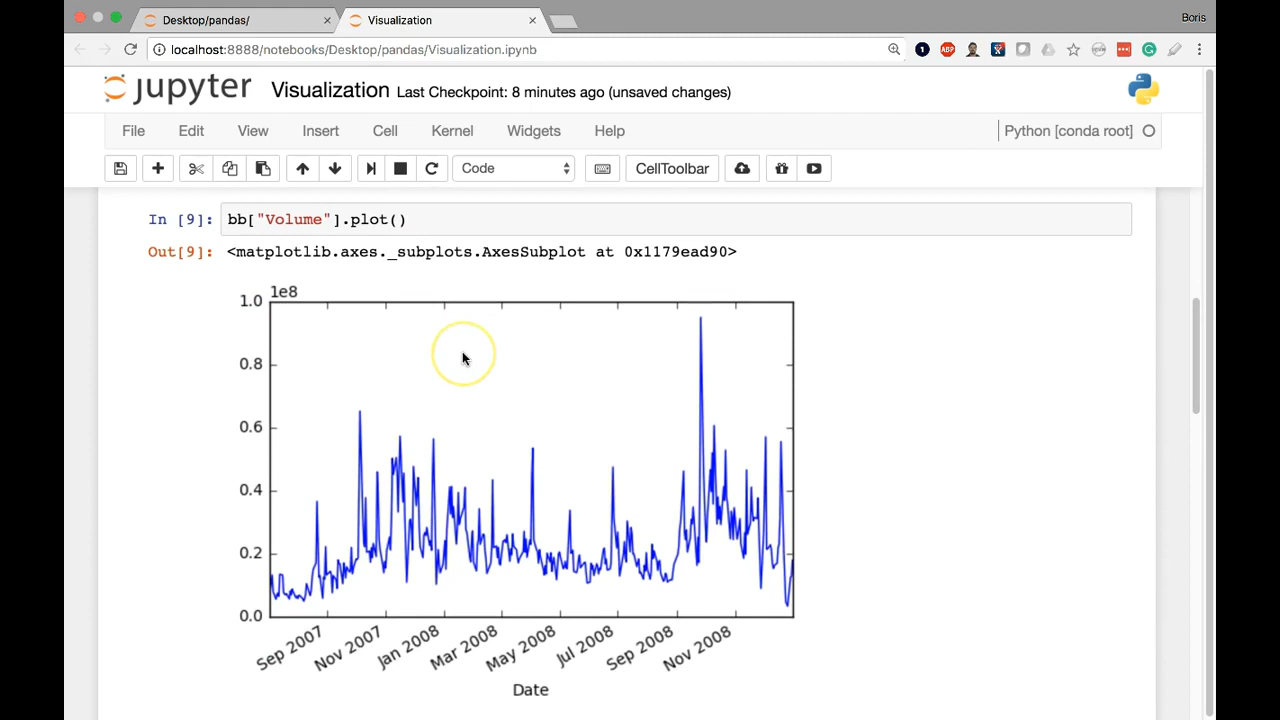 Desktop/pandas/ Visualization Boris
localhost:8888/notebooks/Desktop/pandas/Visualization.ipynb
jupyter Visualization Last Checkpoint: 8 minutes ago (unsaved changes)
File Edit View Insert Cell Kernel Widgets Help Python [conda root]
Code CellToolbar
In [9]: bb["Volume"].plot()
Out[9]: <matplotlib.axes._subplots.AxesSubplot at 0x1179ead90>
1e8
1.0
0.8
0.6
0.4
0.2
0.0
Sep 2007 Nov 2007 Jan 2008 Mar 2008 May 2008 Jul 2008 Sep 2008 Nov 2008
Date